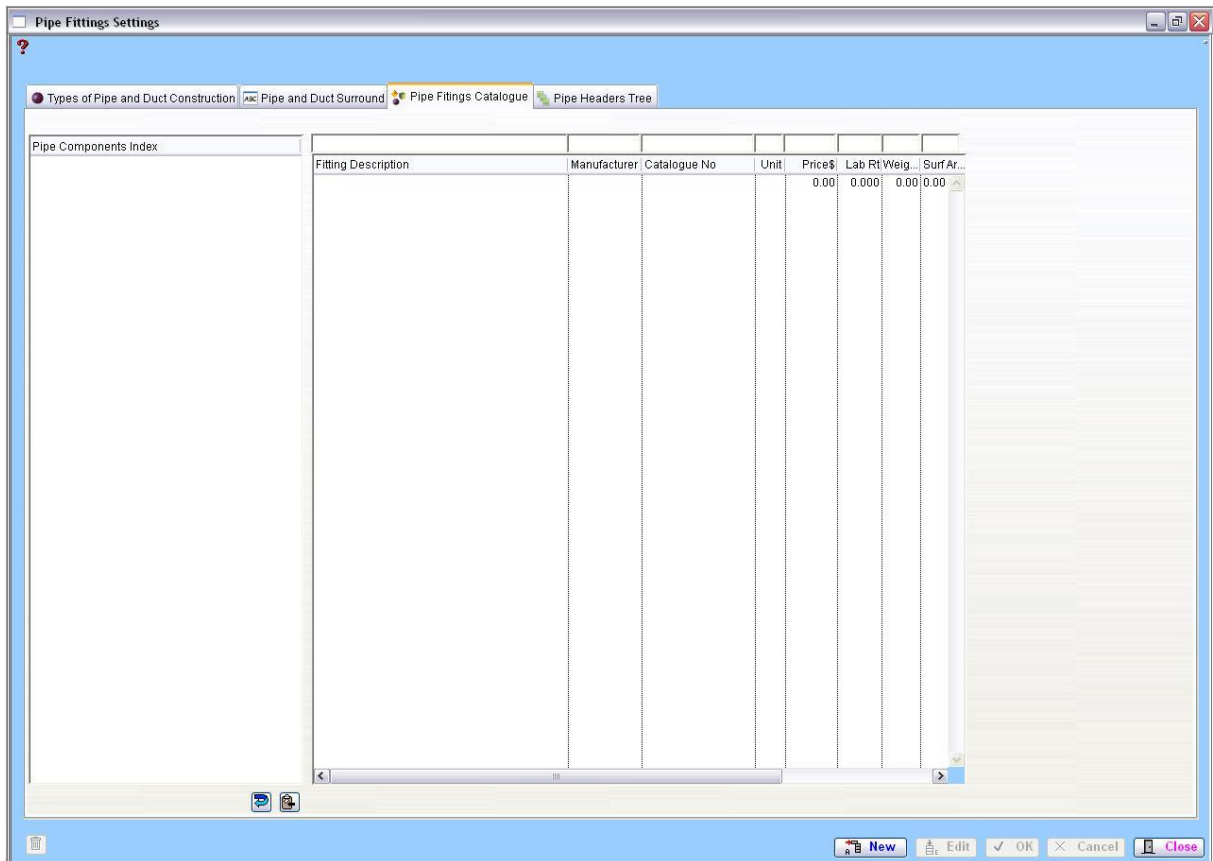 Pipe Fittings Settings
?
Types of Pipe and Duct Construction ABC Pipe and Duct Surround Pipe Fitings Catalogue Pipe Headers Tree
Pipe Components Index
Fitting Description Manufacturer Catalogue No Unit Price$ Lab Rt Weig... Surf Ar...
0.00 0.000 0.00 0.00
New Edit OK Cancel Close